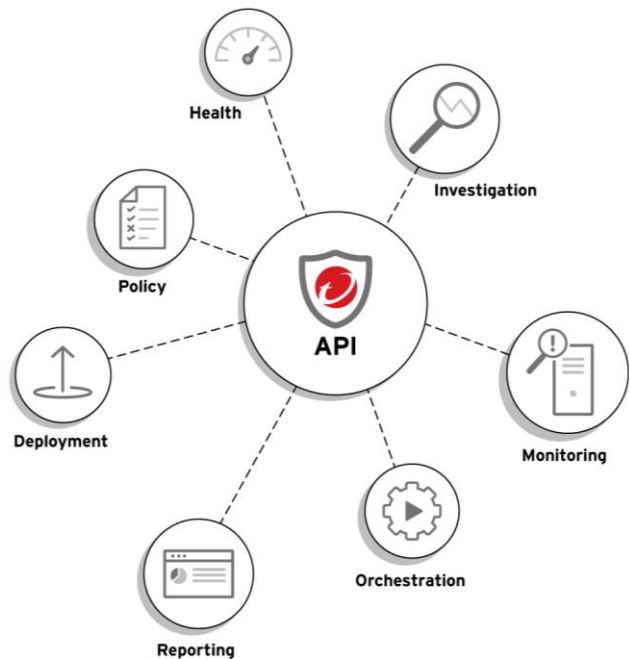 Health
Investigation
Policy
API
Deployment
Monitoring
Orchestration
Reporting